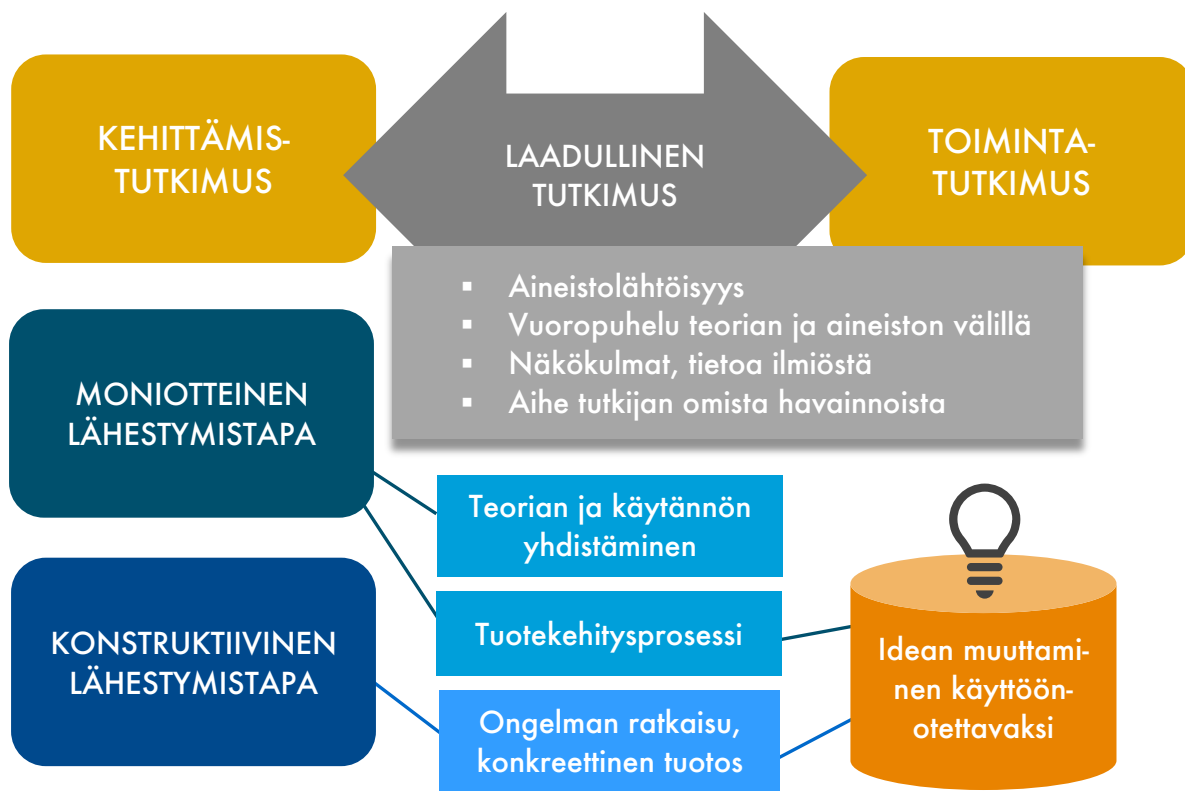 KEHITTÄMIS-
TUTKIMUS
LAADULLINEN
TUTKIMUS
TOIMINTA-
TUTKIMUS
▪ Aineistolähtöisyys
▪ Vuoropuhelu teorian ja aineiston välillä
▪ Näkökulmat, tietoa ilmiöstä
▪ Aihe tutkijan omista havainnoista
MONIOTTEINEN
LÄHESTYMISTAPA
Teorian ja käytännön
yhdistäminen
Tuotekehitysprosessi
KONSTRUKTIIVINEN
LÄHESTYMISTAPA
Ongelman ratkaisu,
konkreettinen tuotos
Idean muuttami-
nen käyttöön-
otettavaksi